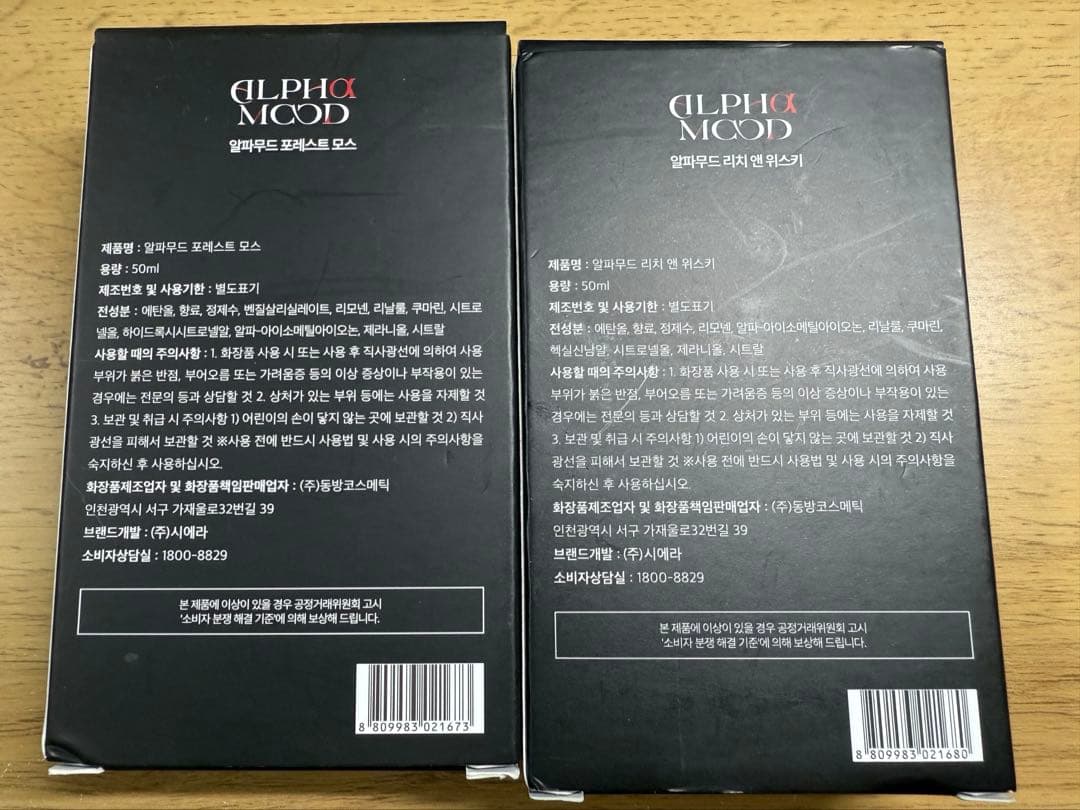 ALPHA
MOOD
알파무드 포레스트 모스
제품명 : 알파무드 포레스트 모스
용량 : 50ml
제조번호 및 사용기한 : 별도표기
전성분 : 에탄올, 향료, 정제수, 벤질살리실레이트, 리모넨, 리날룰, 쿠마린, 시트로
넬올, 하이드록시시트로넬알, 알파-아이소메틸아이오논, 제라니올, 시트랄
사용할 때의 주의사항 : 1. 화장품 사용 시 또는 사용 후 직사광선에 의하여 사용
부위가 붉은 반점, 부어오름 또는 가려움증 등의 이상 증상이나 부작용이 있는
경우에는 전문의 등과 상담할 것 2. 상처가 있는 부위 등에는 사용을 자제할 것
3. 보관 및 취급 시 주의사항 1) 어린이의 손이 닿지 않는 곳에 보관할 것 2) 직사
광선을 피해서 보관할 것 ※사용 전에 반드시 사용법 및 사용 시의 주의사항을
숙지하신 후 사용하십시오.
화장품제조업자 및 화장품책임판매업자 : (주)동방코스메틱
인천광역시 서구 가재울로32번길 39
브랜드개발 : (주)시에라
소비자상담실 : 1800-8829
본 제품에 이상이 있을 경우 공정거래위원회 고시
'소비자 분쟁 해결 기준'에 의해 보상해 드립니다.
8 809983 021673
ALPHA
MOOD
알파무드 리치 앤 위스키
제품명 : 알파무드 리치 앤 위스키
용량 : 50ml
제조번호 및 사용기한 : 별도표기
전성분 : 에탄올, 향료, 정제수, 리모넨, 알파-아이소메틸아이오논, 리날룰, 쿠마린,
헥실신남알, 시트로넬올, 제라니올, 시트랄
사용할 때의 주의사항 : 1. 화장품 사용 시 또는 사용 후 직사광선에 의하여 사용
부위가 붉은 반점, 부어오름 또는 가려움증 등의 이상 증상이나 부작용이 있는
경우에는 전문의 등과 상담할 것 2. 상처가 있는 부위 등에는 사용을 자제할 것
3. 보관 및 취급 시 주의사항 1) 어린이의 손이 닿지 않는 곳에 보관할 것 2) 직사
광선을 피해서 보관할 것 ※사용 전에 반드시 사용법 및 사용 시의 주의사항을
숙지하신 후 사용하십시오.
화장품제조업자 및 화장품책임판매업자 : (주)동방코스메틱
인천광역시 서구 가재울로32번길 39
브랜드개발 : (주)시에라
소비자상담실 : 1800-8829
본 제품에 이상이 있을 경우 공정거래위원회 고시
'소비자 분쟁 해결 기준'에 의해 보상해 드립니다.
8 809983 021680